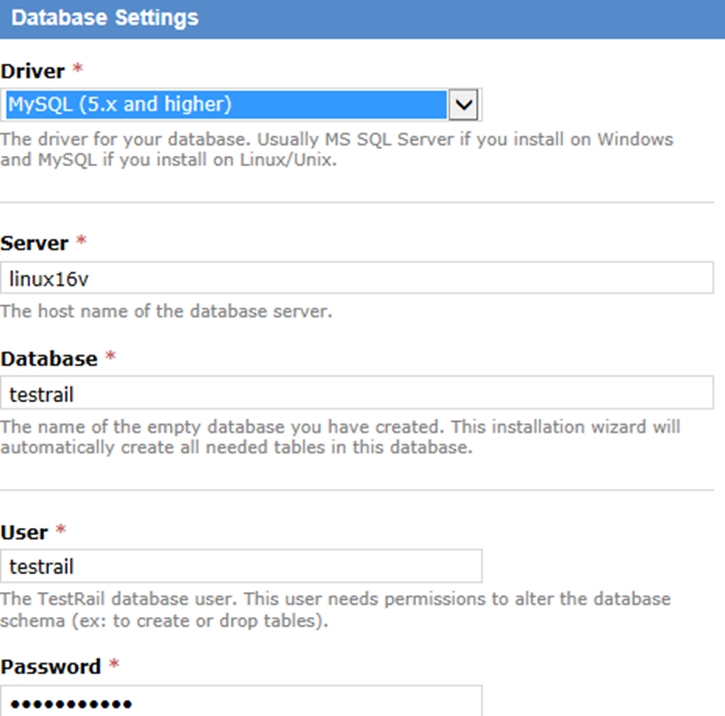 Database Settings
Driver *
MySQL (5.x and higher)
The driver for your database. Usually MS SQL Server if you install on Windows
and MySQL if you install on Linux/Unix.
Server *
linux16v
The host name of the database server.
Database *
testrail
The name of the empty database you have created. This installation wizard will
automatically create all needed tables in this database.
User *
testrail
The TestRail database user. This user needs permissions to alter the database
schema (ex: to create or drop tables).
Password *
•••••••••••